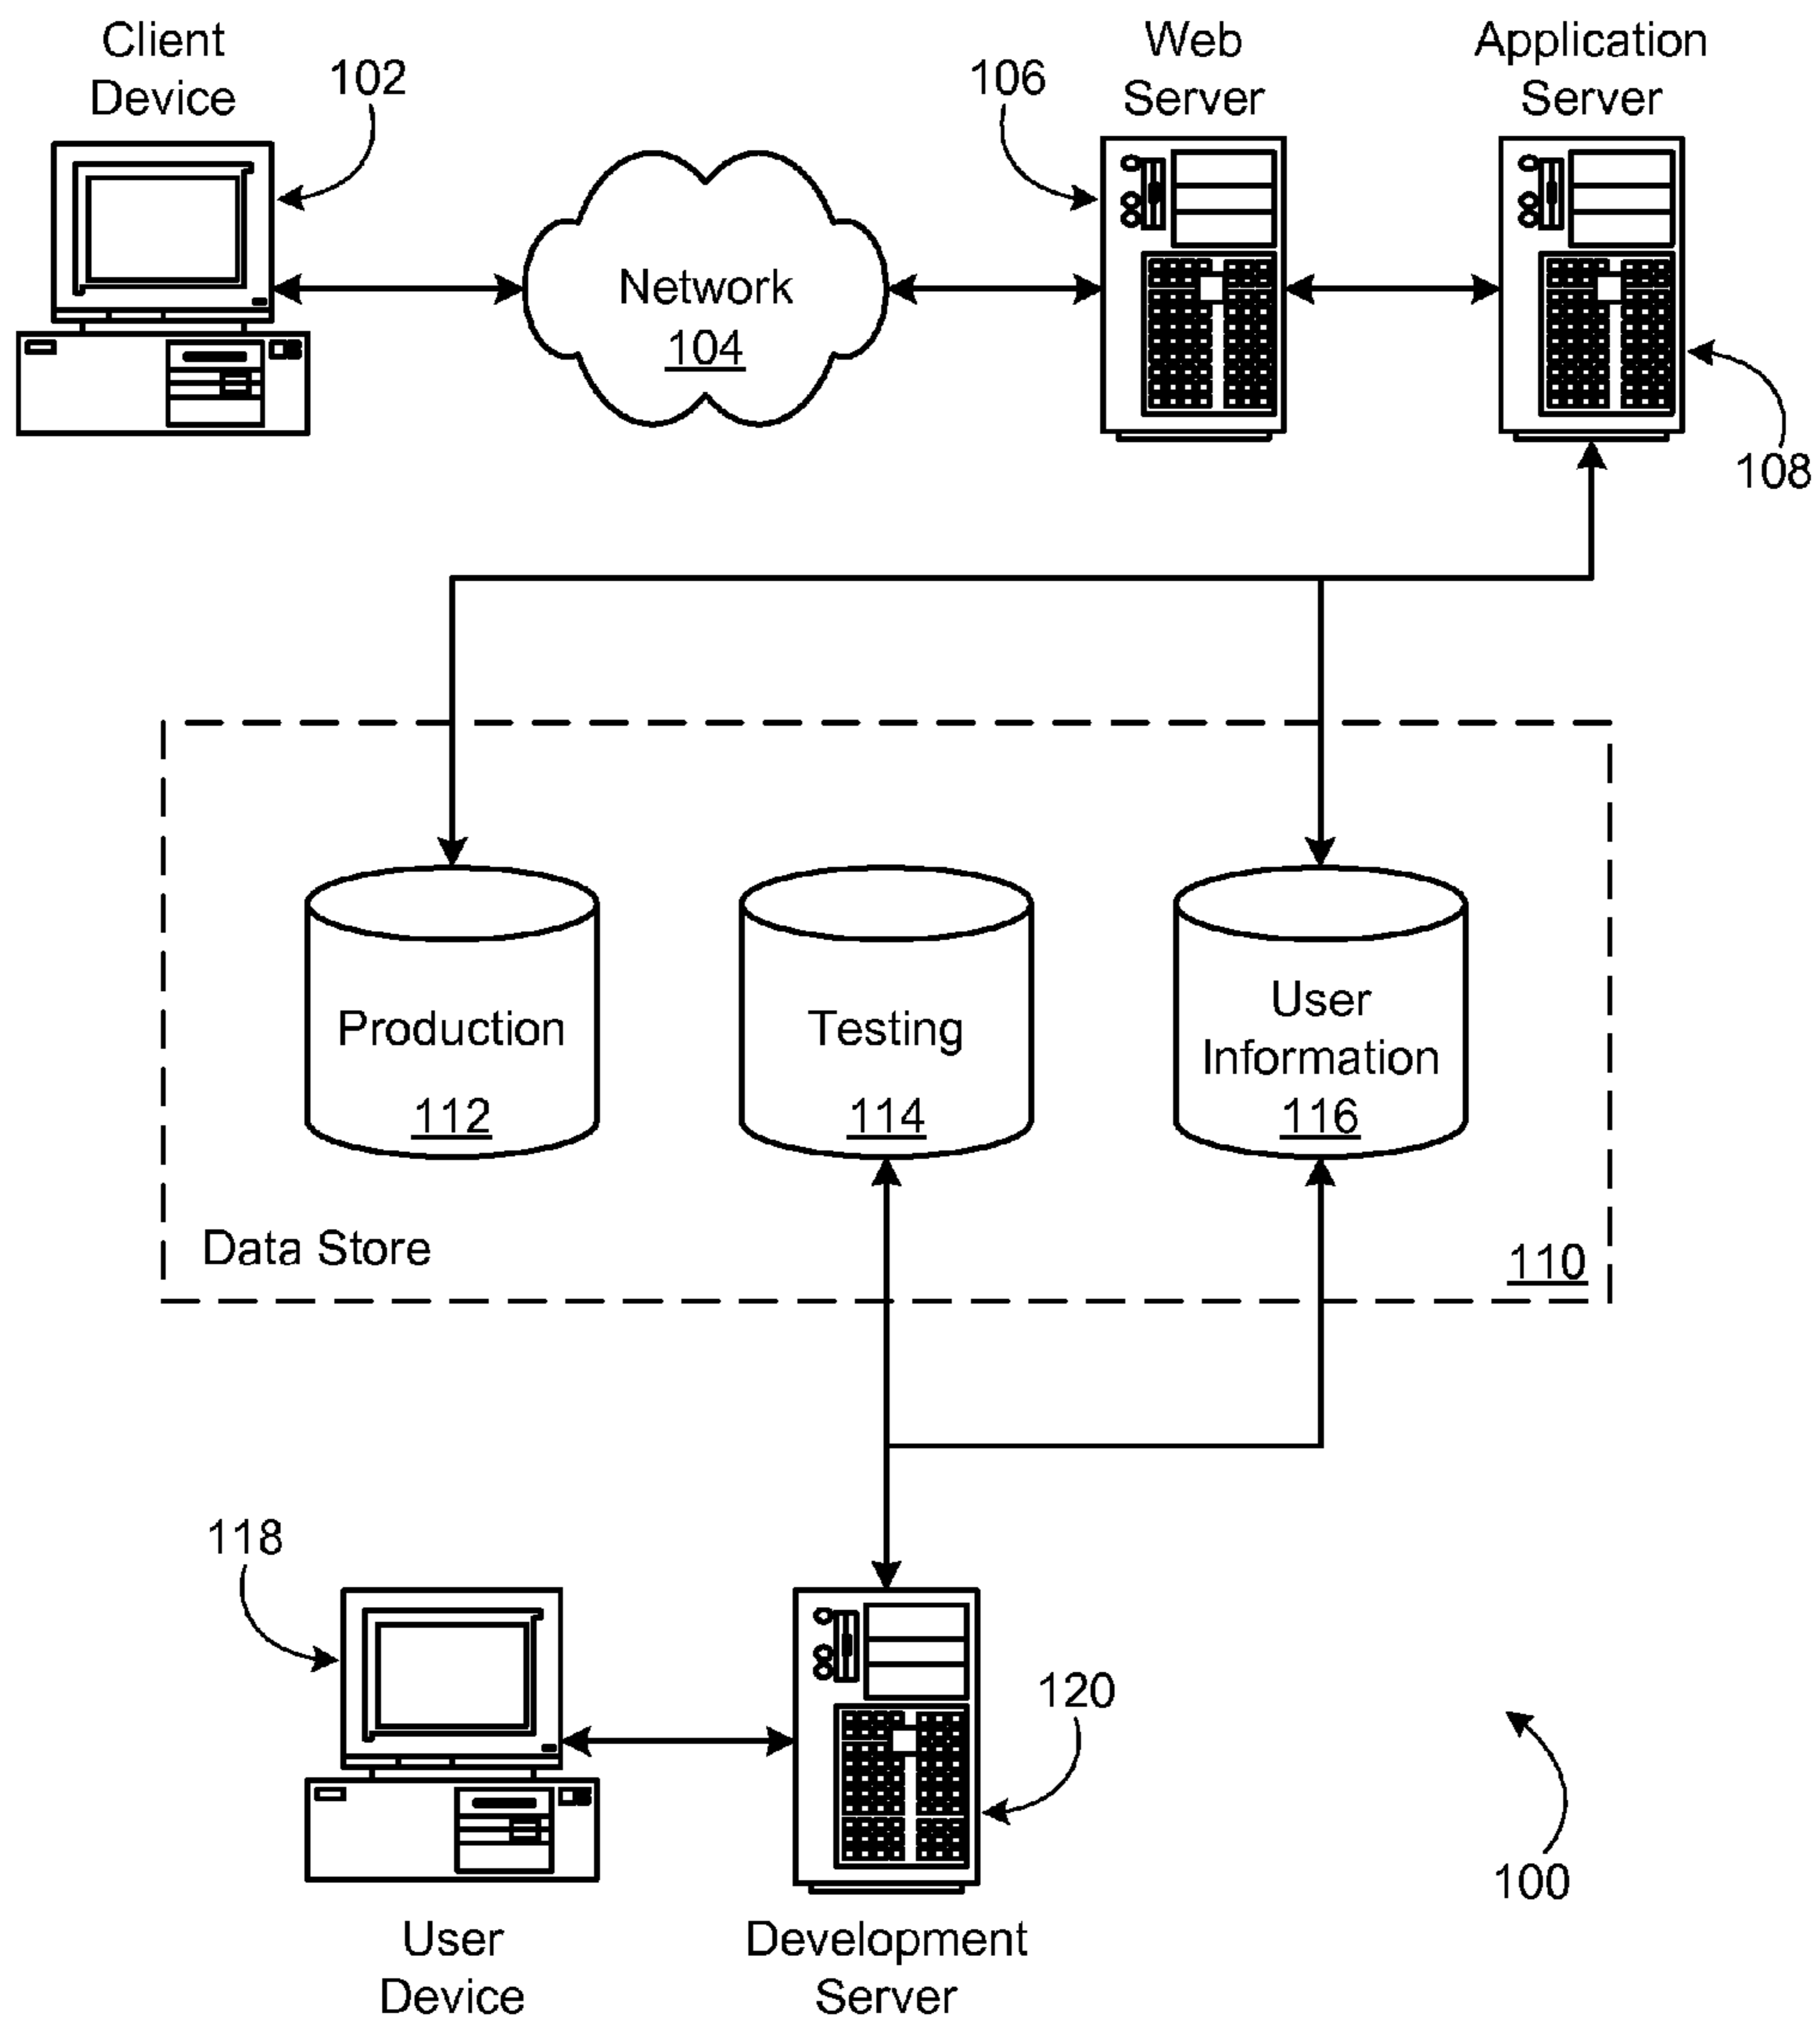 Client
Device
102
106
Web
Server
Application
Server
Network
104
108
Production
112
Testing
114
User
Information
116
Data Store
110
118
120
100
User
Device
Development
Server